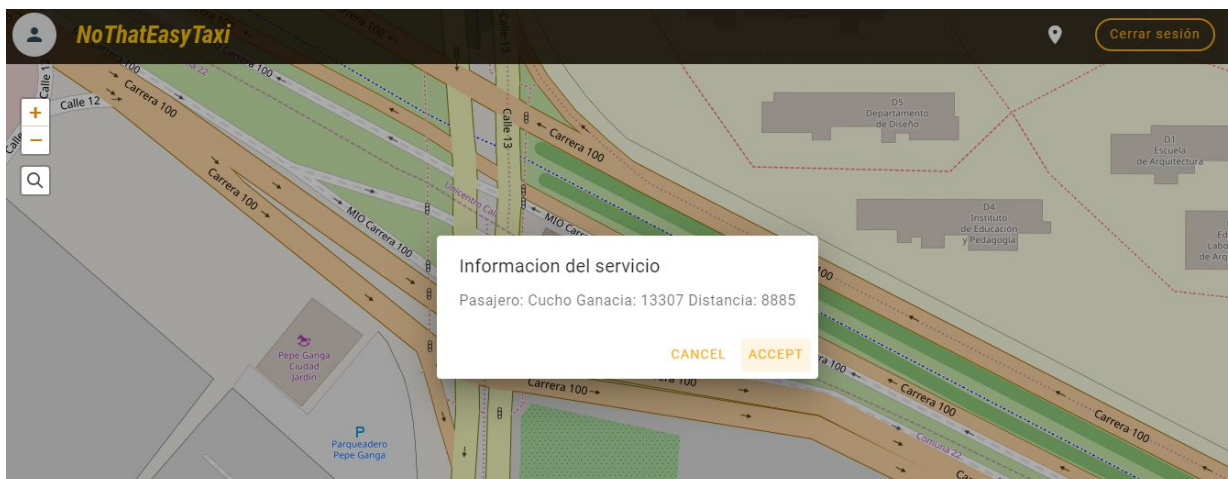 NoThatEasyTaxi
Cerrar sesión
Carrera 100
Calle 12
Carrera 100
Calle 13
Carrera 100
D5
Departamento
de Diseño
D1
Escuela
de Arquitectura
Carrera 100
MIO Carrera 100
Unicentro Cali
D4
Instituto
de Educación
y Pedagogía
Informacion del servicio
Pasajero: Cucho Ganacia: 13307 Distancia: 8885
CANCEL
ACCEPT
Pepe Ganga
Ciudad
Jardín
Carrera 100
Carrera 100
Carrera 100
Parqueadero
Pepe Ganga
Comuna 22